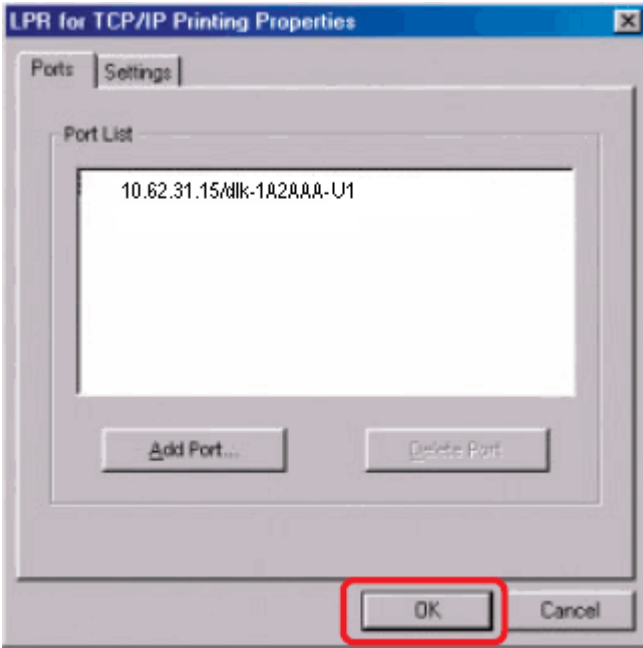 LPR for TCP/IP Printing Properties
Ports
Settings
Port List
10.62.31.15/dlk-1A2AAA-U1
Add Port...
Delete Port
OK
Cancel